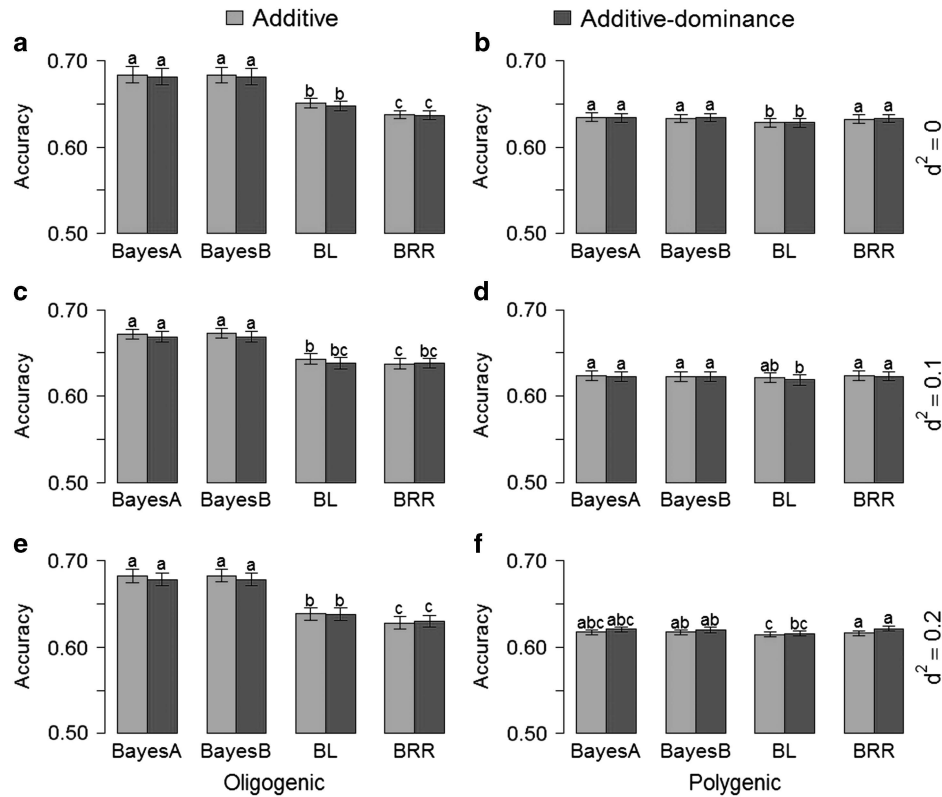 Additive Additive-dominance
a
Accuracy
0.70
0.60
0.50
a a a a b b c c
BayesA BayesB BL BRR
b
Accuracy
0.70
0.60
0.50
a a a a b b a a
BayesA BayesB BL BRR
d² = 0
c
Accuracy
0.70
0.60
0.50
a a a a b bc c bc
BayesA BayesB BL BRR
d
Accuracy
0.70
0.60
0.50
a a a a ab b a a
BayesA BayesB BL BRR
d² = 0.1
e
Accuracy
0.70
0.60
0.50
a a a a b b c c
BayesA BayesB BL BRR
Oligogenic
f
Accuracy
0.70
0.60
0.50
abc abc ab ab c bc a a
BayesA BayesB BL BRR
Polygenic
d² = 0.2